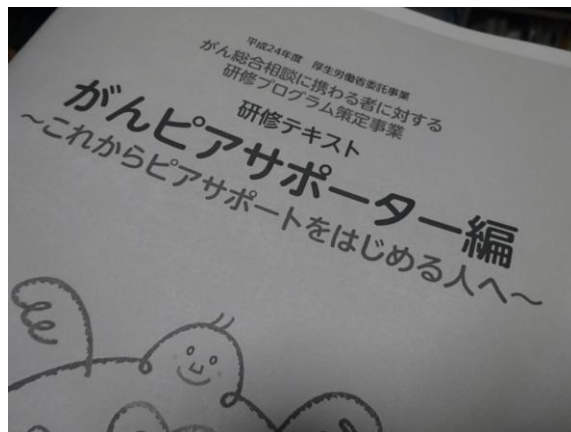 平成24年度 厚生労働省委託事業
がん総合相談に携わる者に対する
研修プログラム策定事業
研修テキスト
がんピアサポーター編
～これからピアサポートをはじめる人へ～